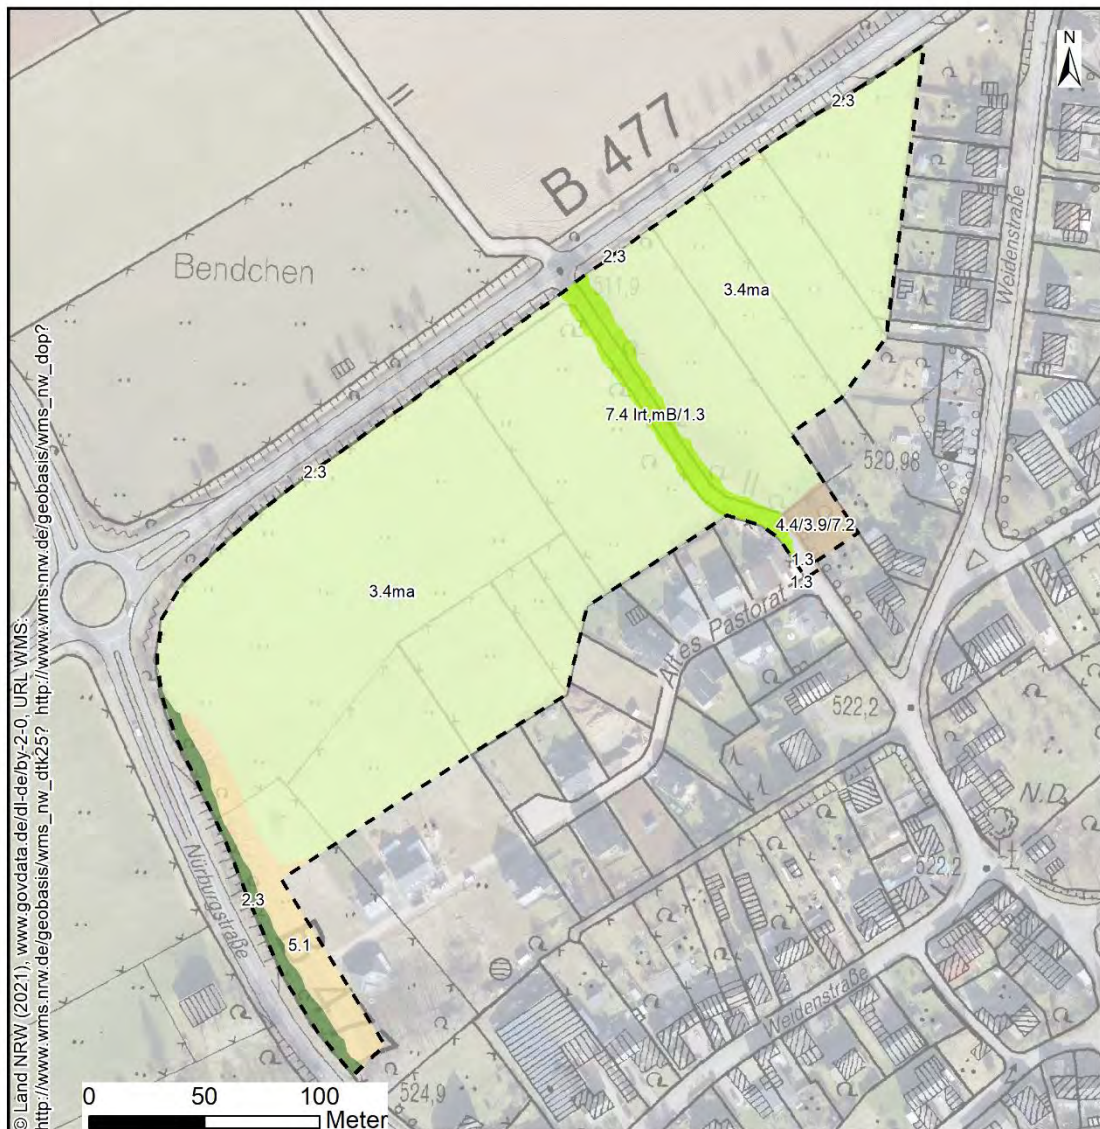 N
2.3
B 477
2.3
Bendchen
511,9
3.4ma
Weidenstraße
7.4 lrt,mB/1.3
520,98
2.3
4.4/3.9/7.2
1.3
1.3
3.4ma
Altes Pastorat
522,2
N.D.
Nürburgstraße
2.3
522,2
5.1
Weidenstraße
524,9
0 50 100
Meter
© Land NRW (2021), www.govdata.de/dl-de/by-2-0, URL WMS:
http://www.wms.nrw.de/geobasis/wms_nw_dtk25? http://www.wms.nrw.de/geobasis/wms_nw_dop?